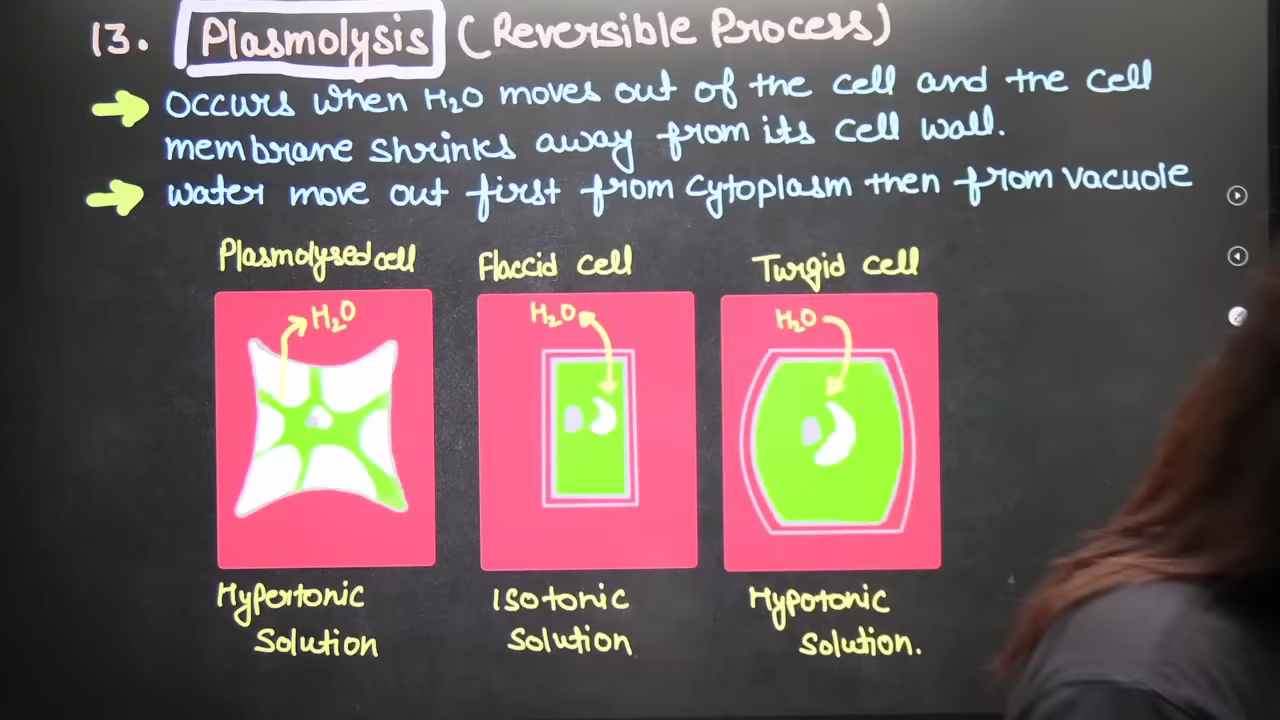 13. Plasmolysis (Reversible Process)
Occurs when H₂O moves out of the cell and the cell
membrane shrinks away from its cell wall.
water move out first from cytoplasm then from vacuole
Plasmolysed cell
Flaccid cell
Turgid cell
H₂O
H₂O
H₂O
Hypertonic
Solution
Isotonic
Solution
Hypotonic
Solution.